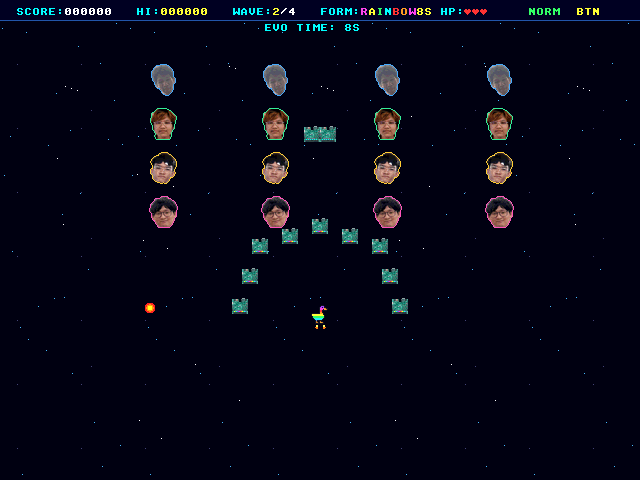 SCORE:000000 HI:000000 WAVE:2/4 FORM:RAINBOW8S HP:♥♥♥ NORM BTN
EVO TIME: 8S